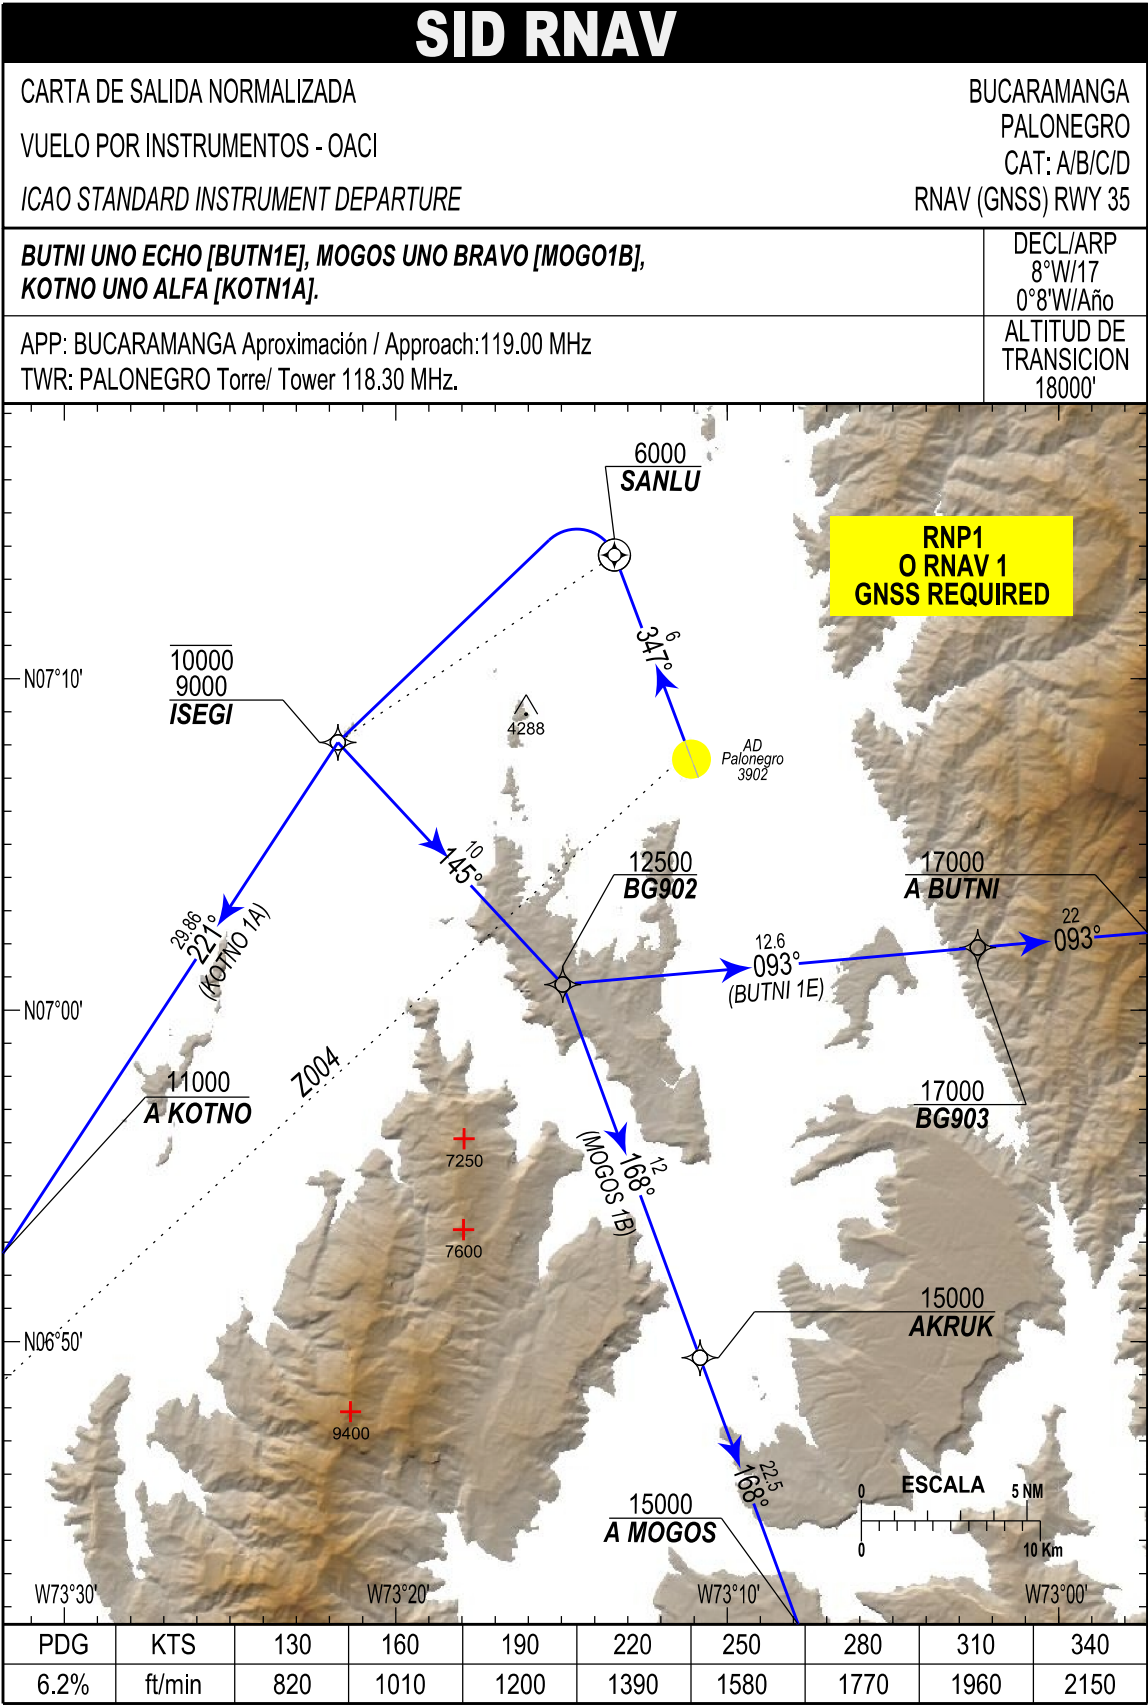 SID RNAV
CARTA DE SALIDA NORMALIZADA
VUELO POR INSTRUMENTOS - OACI
ICAO STANDARD INSTRUMENT DEPARTURE
BUCARAMANGA
PALONEGRO
CAT: A/B/C/D
RNAV (GNSS) RWY 35
BUTNI UNO ECHO [BUTN1E], MOGOS UNO BRAVO [MOGO1B],
KOTNO UNO ALFA [KOTN1A].
DECL/ARP
8°W/17
0°8'W/Año
APP: BUCARAMANGA Aproximación / Approach:119.00 MHz
TWR: PALONEGRO Torre/ Tower 118.30 MHz.
ALTITUD DE
TRANSICION
18000'
6000
SANLU
RNP1
O RNAV 1
GNSS REQUIRED
6
347°
N07°10'
10000
9000
ISEGI
4288
AD
Palonegro
3902
10
145°
12500
BG902
17000
A BUTNI
29.86
221°
(KOTNO 1A)
12.6
093°
(BUTNI 1E)
22
093°
N07°00'
Z004
11000
A KOTNO
17000
BG903
7250
12
168°
(MOGOS 1B)
7600
15000
AKRUK
N06°50'
9400
22.5
168°
15000
A MOGOS
ESCALA
0
5 NM
0
10 Km
W73°30'
W73°20'
W73°10'
W73°00'
PDG KTS 130 160 190 220 250 280 310 340
6.2% ft/min 820 1010 1200 1390 1580 1770 1960 2150